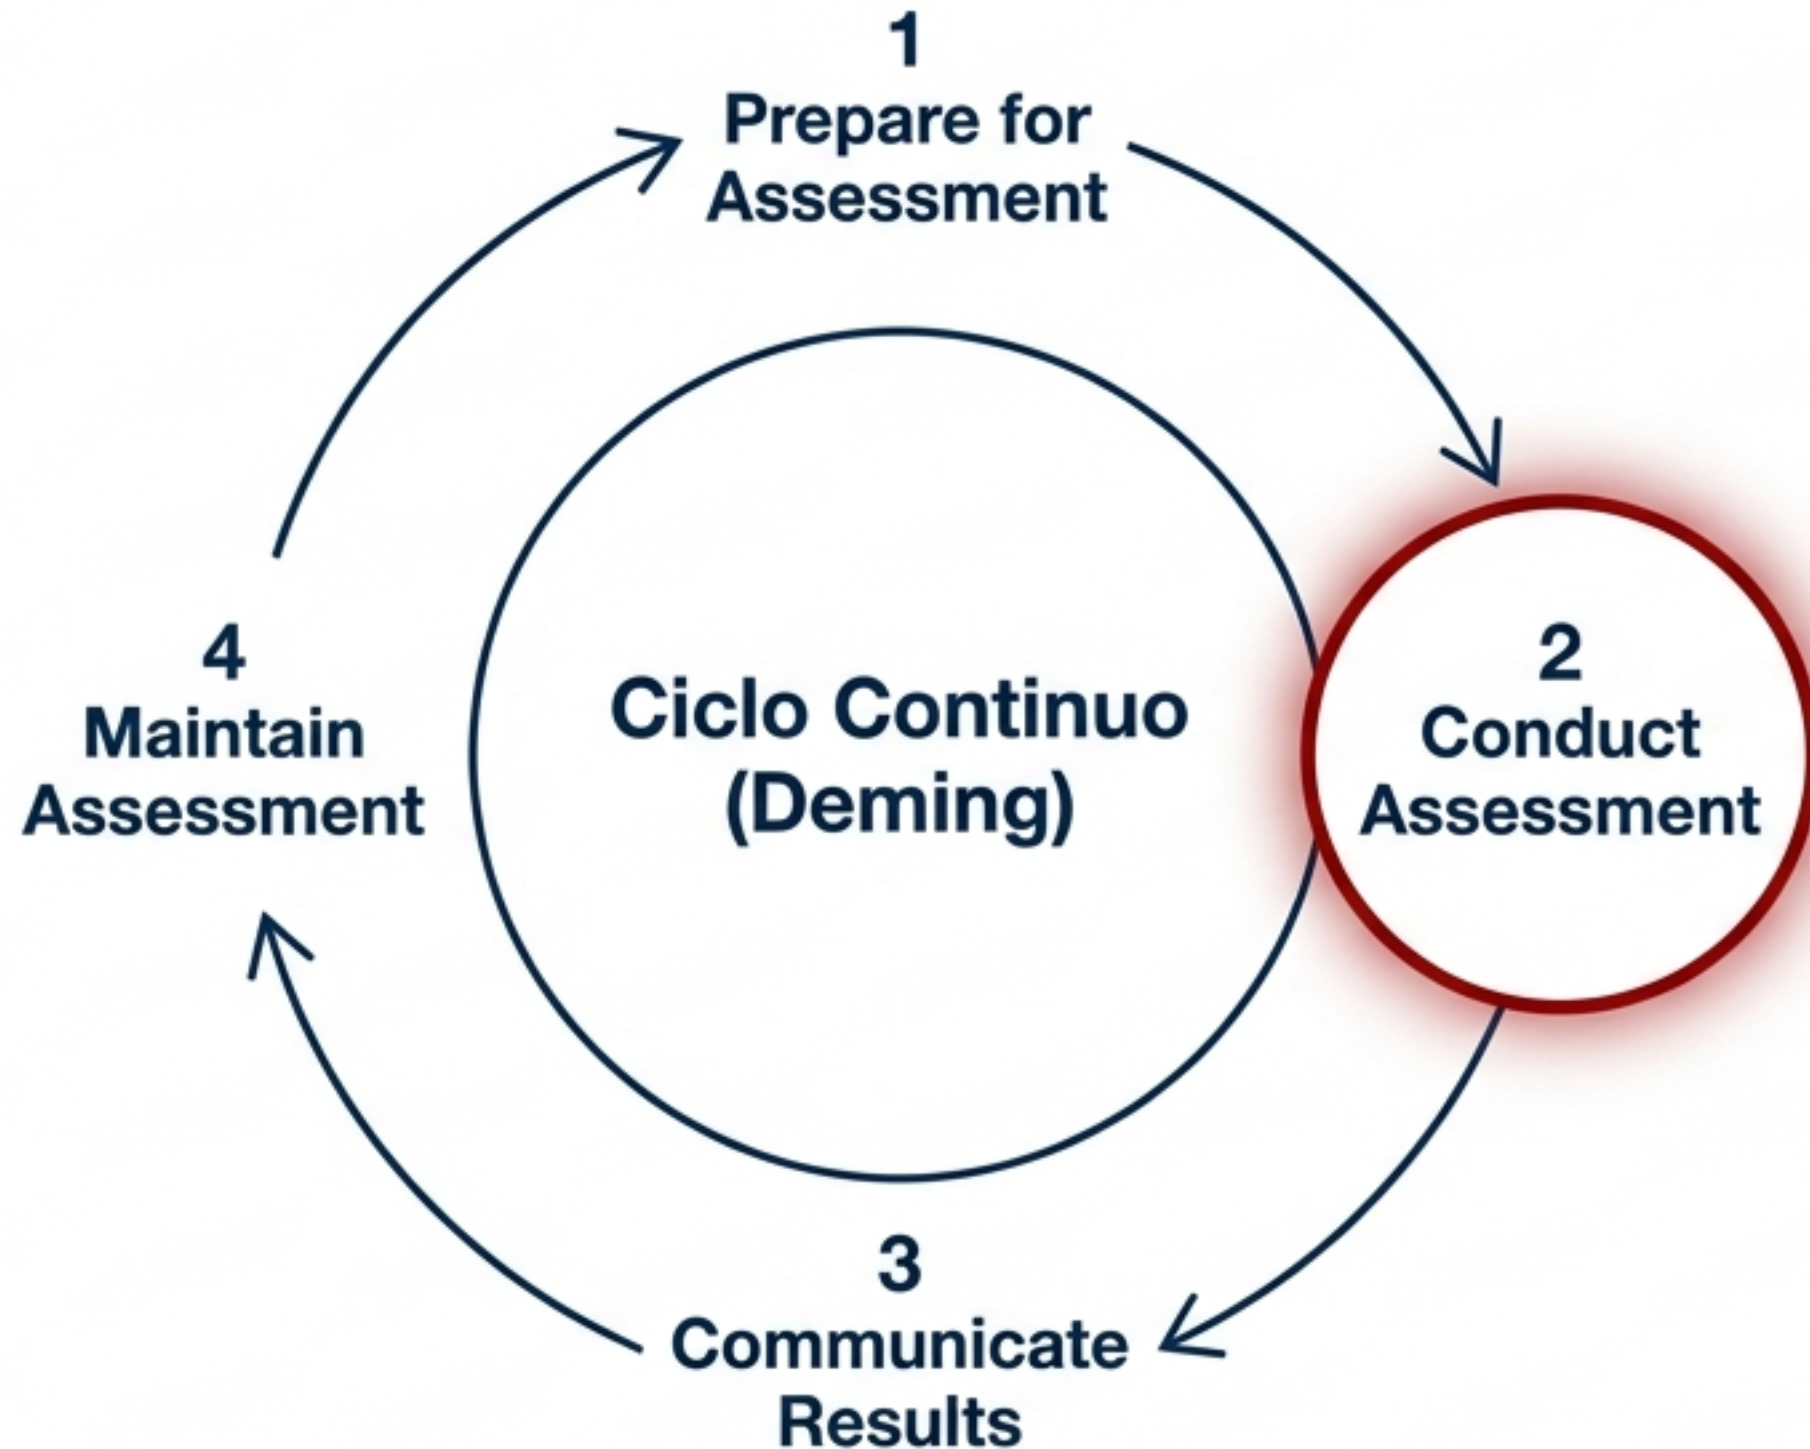 1
Prepare for
Assessment
2
Conduct
Assessment
3
Communicate
Results
4
Maintain
Assessment
Ciclo Continuo
(Deming)